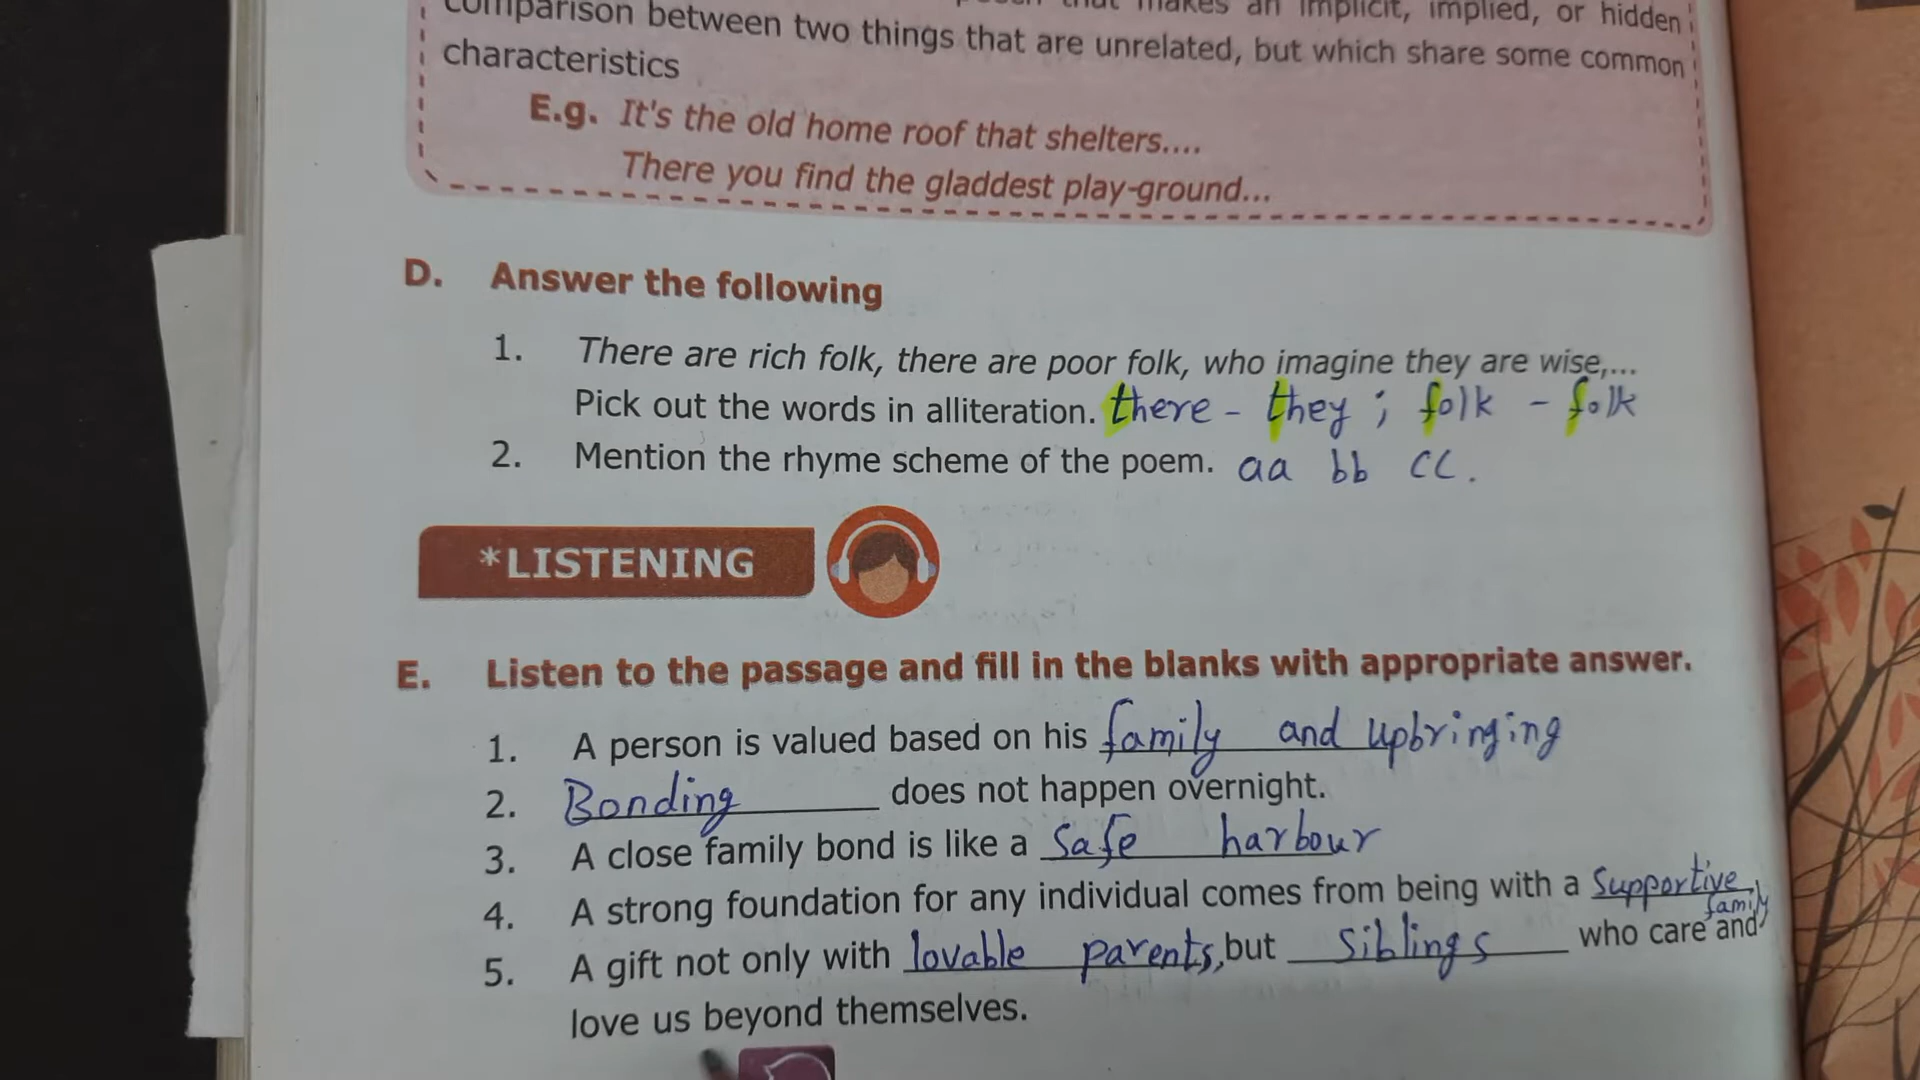 makes an implicit, implied, or hidden
comparison between two things that are unrelated, but which share some common
characteristics
E.g. It's the old home roof that shelters....
There you find the gladdest play-ground...
D. Answer the following
1. There are rich folk, there are poor folk, who imagine they are wise,...
Pick out the words in alliteration. there - they ; folk - folk
2. Mention the rhyme scheme of the poem. aa bb cc.
*LISTENING
E. Listen to the passage and fill in the blanks with appropriate answer.
1. A person is valued based on his family and upbringing
2. Bonding does not happen overnight.
3. A close family bond is like a safe harbour
4. A strong foundation for any individual comes from being with a supportive
family
5. A gift not only with lovable parents, but siblings who care and
love us beyond themselves.